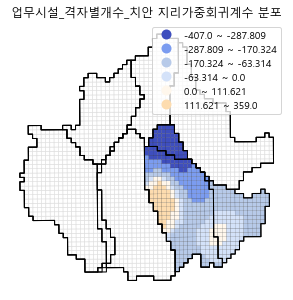 업무시설_격자별개수_치안 지리가중회귀계수 분포
-407.0 ~ -287.809
-287.809 ~ -170.324
-170.324 ~ -63.314
-63.314 ~ 0.0
0.0 ~ 111.621
111.621 ~ 359.0